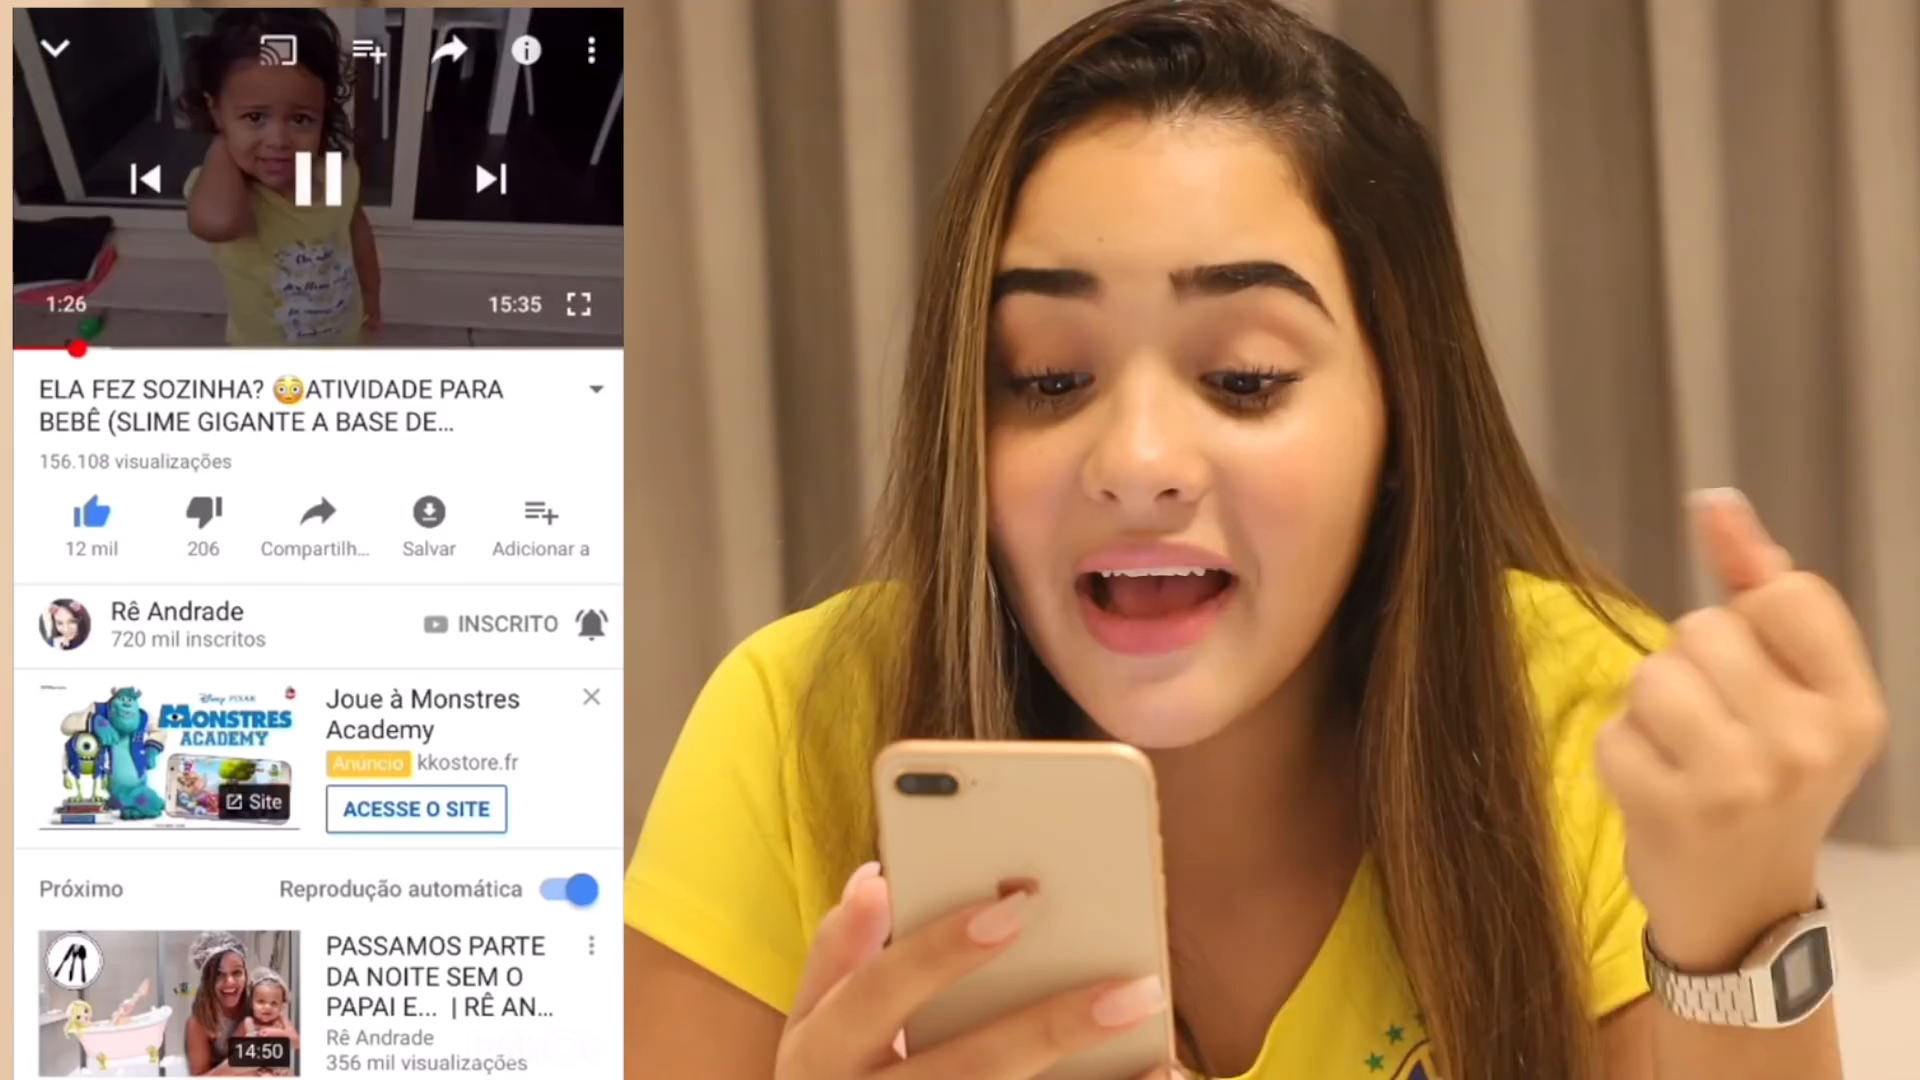 1:26
15:35
ELA FEZ SOZINHA? 😳ATIVIDADE PARA
BEBÊ (SLIME GIGANTE A BASE DE...
156.108 visualizações
12 mil
206
Compartilh...
Salvar
Adicionar a
Rê Andrade
720 mil inscritos
INSCRITO
Disney PIXAR
MONSTRES
ACADEMY
Site
Joue à Monstres
Academy
Anúncio kkostore.fr
ACESSE O SITE
Próximo
Reprodução automática
14:50
PASSAMOS PARTE
DA NOITE SEM O
PAPAI E... | RÊ AN...
Rê Andrade
356 mil visualizações